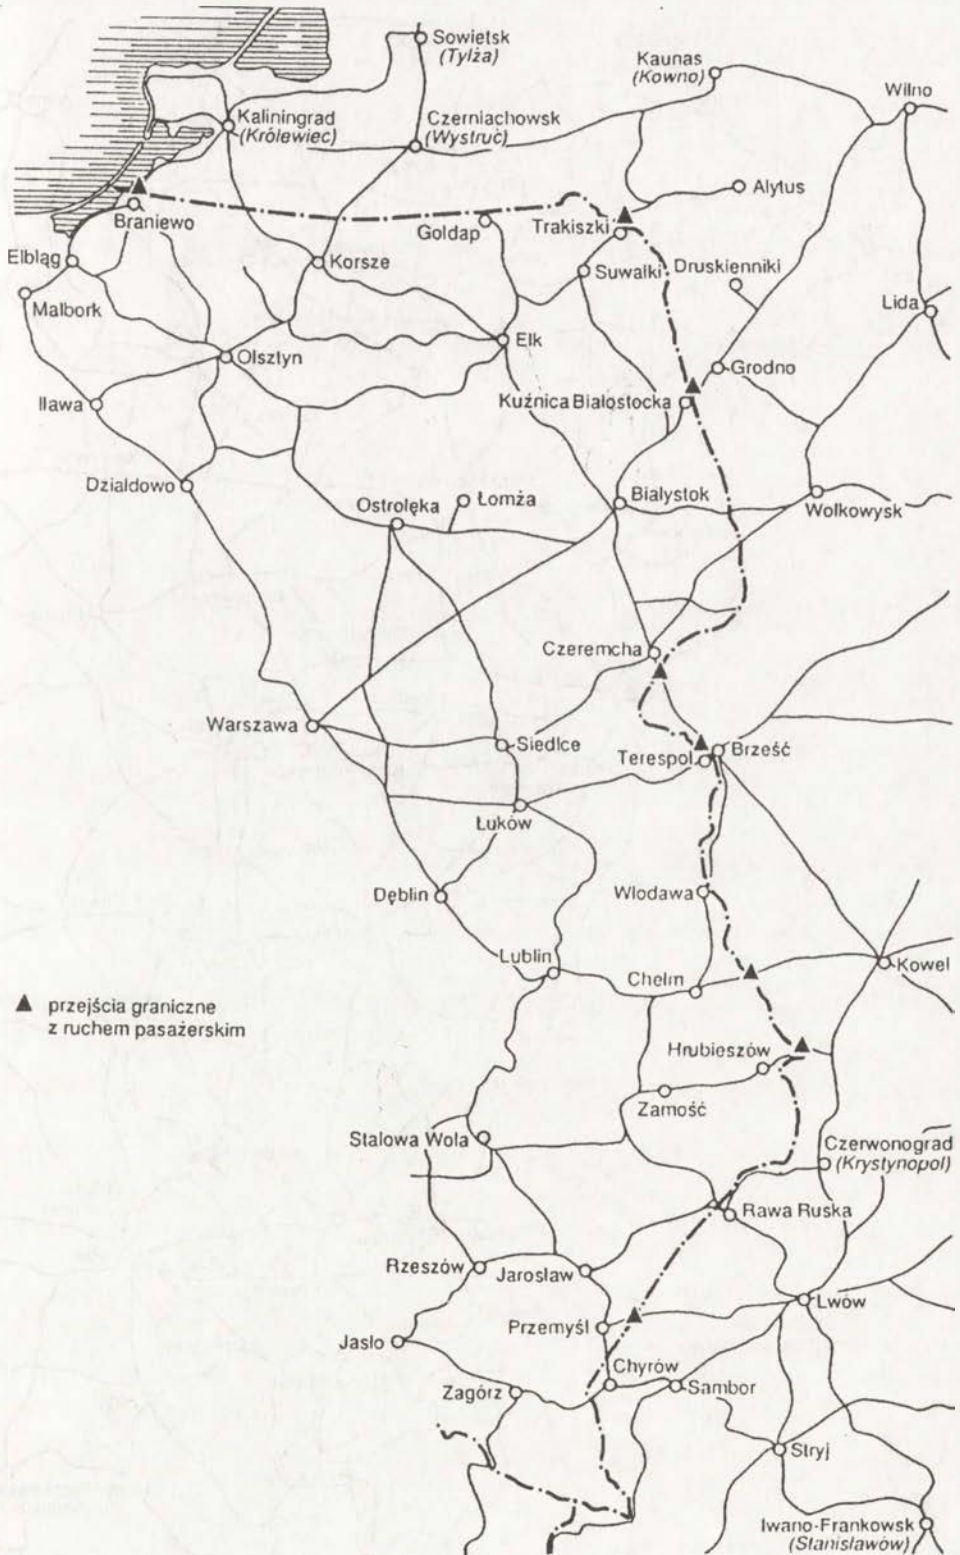 Sowietsk
(Tylża)
Kaunas
(Kowno)
Wilno
Kaliningrad
(Królewiec)
Czerniachowsk
(Wystruć)
Alytus
Braniewo
Gołdap
Trakiszki
Elbląg
Korsze
Suwałki
Druskienniki
Malbork
Lida
Olsztyn
Ełk
Grodno
Iława
Kuźnica Białostocka
Działdowo
Ostrołęka
Łomża
Białystok
Wołkowysk
Czeremcha
Warszawa
Siedlce
Terespol
Brześć
Łuków
Dęblin
Włodawa
Lublin
Chełm
Kowel
przejścia graniczne
z ruchem pasażerskim
Hrubieszów
Zamość
Stalowa Wola
Czerwonograd
(Krystynopol)
Rawa Ruska
Rzeszów
Jarosław
Lwów
Przemyśl
Jasło
Chyrów
Zagórz
Sambor
Stryj
Iwano-Frankowsk
(Stanisławów)